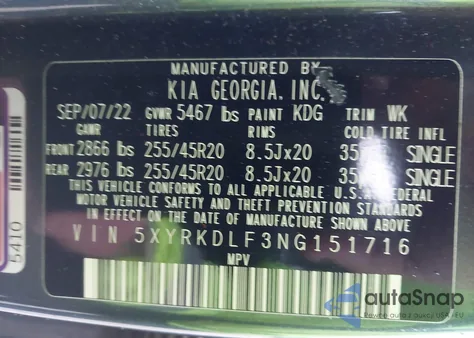 MANUFACTURED BY
KIA GEORGIA, INC.
SEP/07/22 GVWR 5467 lbs PAINT KDG TRIM WK
GAWR TIRES RIMS COLD TIRE INFL
FRONT 2866 lbs 255/45R20 8.5Jx20 35 SINGLE
REAR 2976 lbs 255/45R20 8.5Jx20 35 SINGLE
THIS VEHICLE CONFORMS TO ALL APPLICABLE U.S. FEDERAL
MOTOR VEHICLE SAFETY AND THEFT PREVENTION STANDARDS
IN EFFECT ON THE DATE OF MANUFACTURE SHOWN ABOVE.
VIN 5XYRKDLF3NG151716
MPV
5410
autoSnap